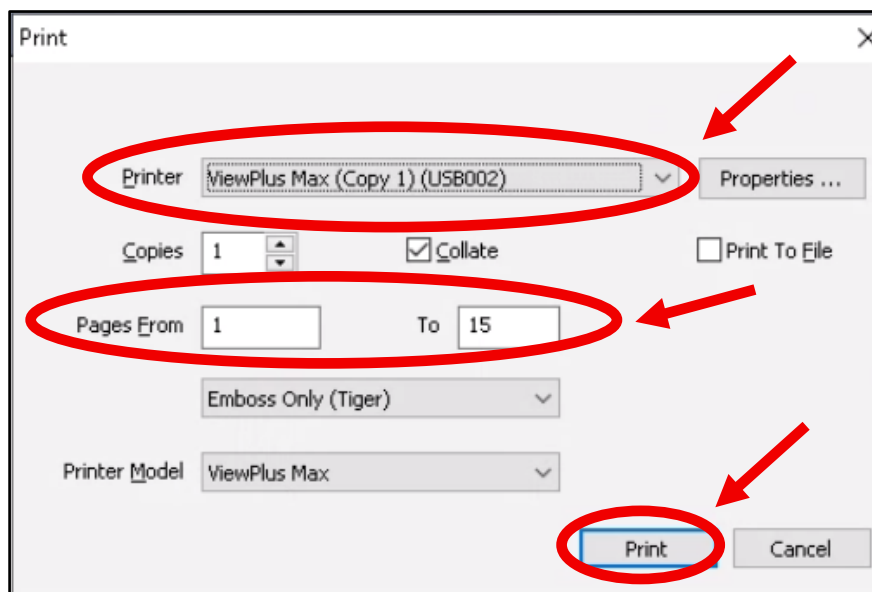 Print
Printer ViewPlus Max (Copy 1) (USB002) Properties ...
Copies 1 Collate Print To File
Pages From 1 To 15
Emboss Only (Tiger)
Printer Model ViewPlus Max
Print Cancel